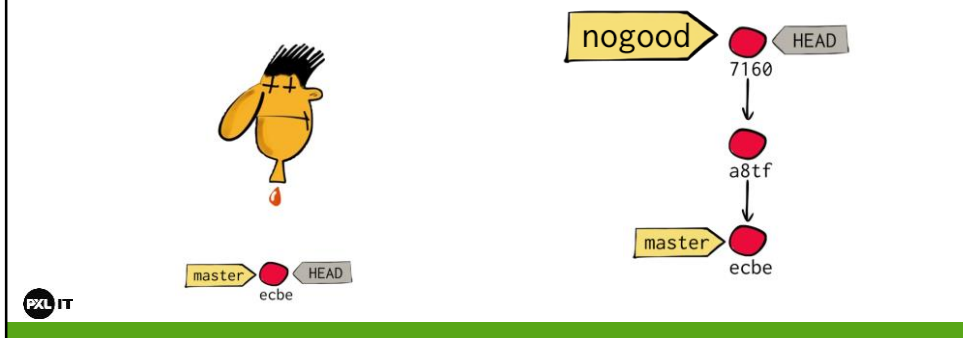 nogood
HEAD
7160
a8tf
master
ecbe
master
HEAD
ecbe
PXL IT